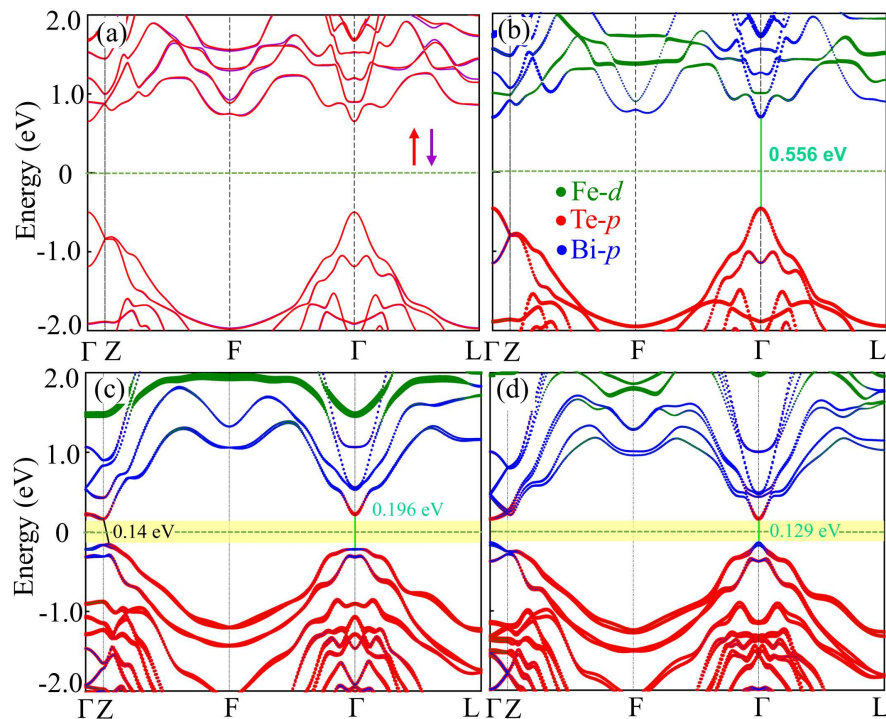 (a)
(b)
2.0
1.0
0
-1.0
-2.0
Energy (eV)
0.556 eV
Fe-d
Te-p
Bi-p
Γ Z F Γ L
Γ Z F Γ L
(c)
(d)
2.0
1.0
0
-1.0
-2.0
Energy (eV)
0.14 eV
0.196 eV
0.129 eV
Γ Z F Γ L
Γ Z F Γ L